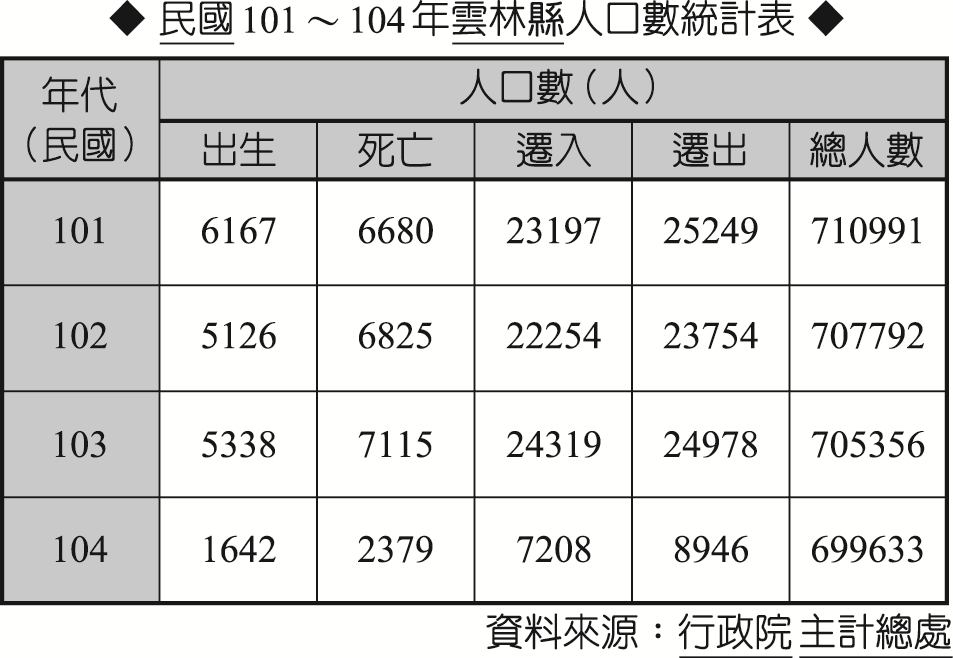 ◆ 民國 101～104 年雲林縣人口數統計表 ◆
年代（民國） 人口數（人）
出生 死亡 遷入 遷出 總人數
101 6167 6680 23197 25249 710991
102 5126 6825 22254 23754 707792
103 5338 7115 24319 24978 705356
104 1642 2379 7208 8946 699633
資料來源：行政院主計總處